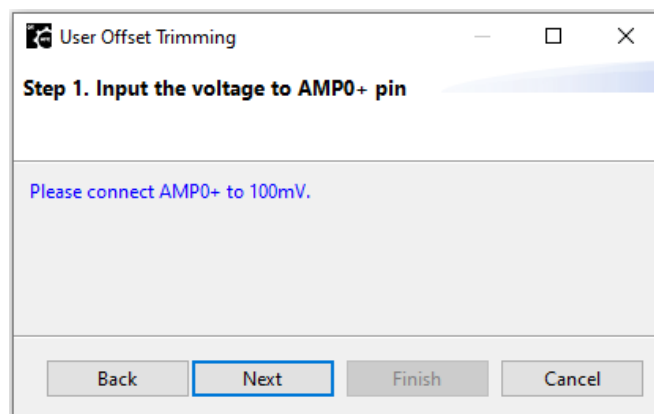 User Offset Trimming
Step 1. Input the voltage to AMP0+ pin
Please connect AMP0+ to 100mV.
Back Next Finish Cancel